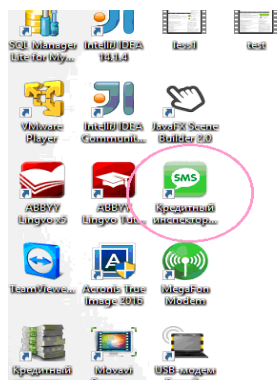 SQL Manager
Lite for My...
IntelliJ IDEA
14.1.4
less1
test
VMware
Player
IntelliJ IDEA
Communit...
JavaFX Scene
Builder 2.0
ABBYY
Lingvo x5
ABBYY
Lingvo Tut...
SMS
Кредитный
инспектор...
TeamViewe...
Acronis True
Image 2016
MegaFon
Modem
Кредитный
Movavi
USB-модем